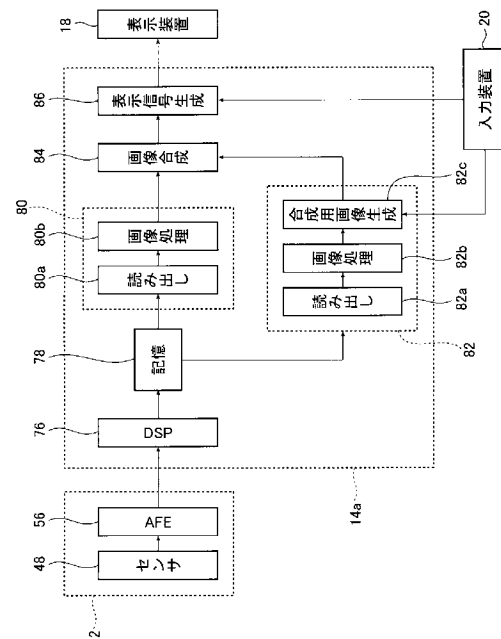 2
48
センサ
56
AFE
76
DSP
78
記憶
80
80a
読み出し
80b
画像処理
84
画像合成
86
表示信号生成
18
表示装置
82
82a
読み出し
82b
画像処理
82c
合成用画像生成
14a
20
入力装置